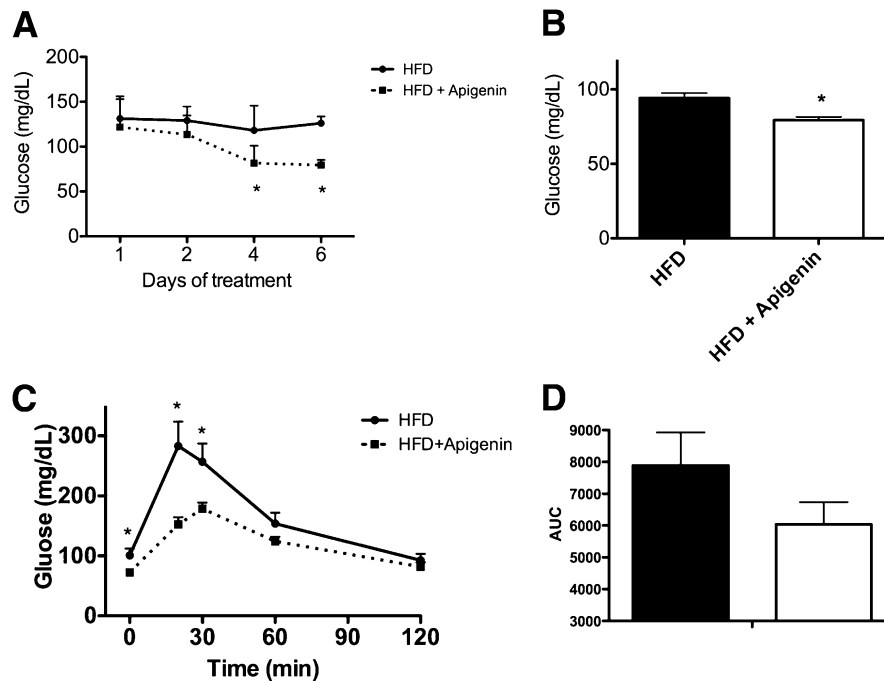 A
Glucose (mg/dL)
200
150
100
50
0
1 2 4 6
Days of treatment
HFD
HFD + Apigenin
*
*
B
Glucose (mg/dL)
100
50
0
*
HFD
HFD + Apigenin
C
Gluose (mg/dL)
300
200
100
0
0 30 60 90 120
Time (min)
HFD
HFD+Apigenin
*
*
*
D
AUC
9000
8000
7000
6000
5000
4000
3000